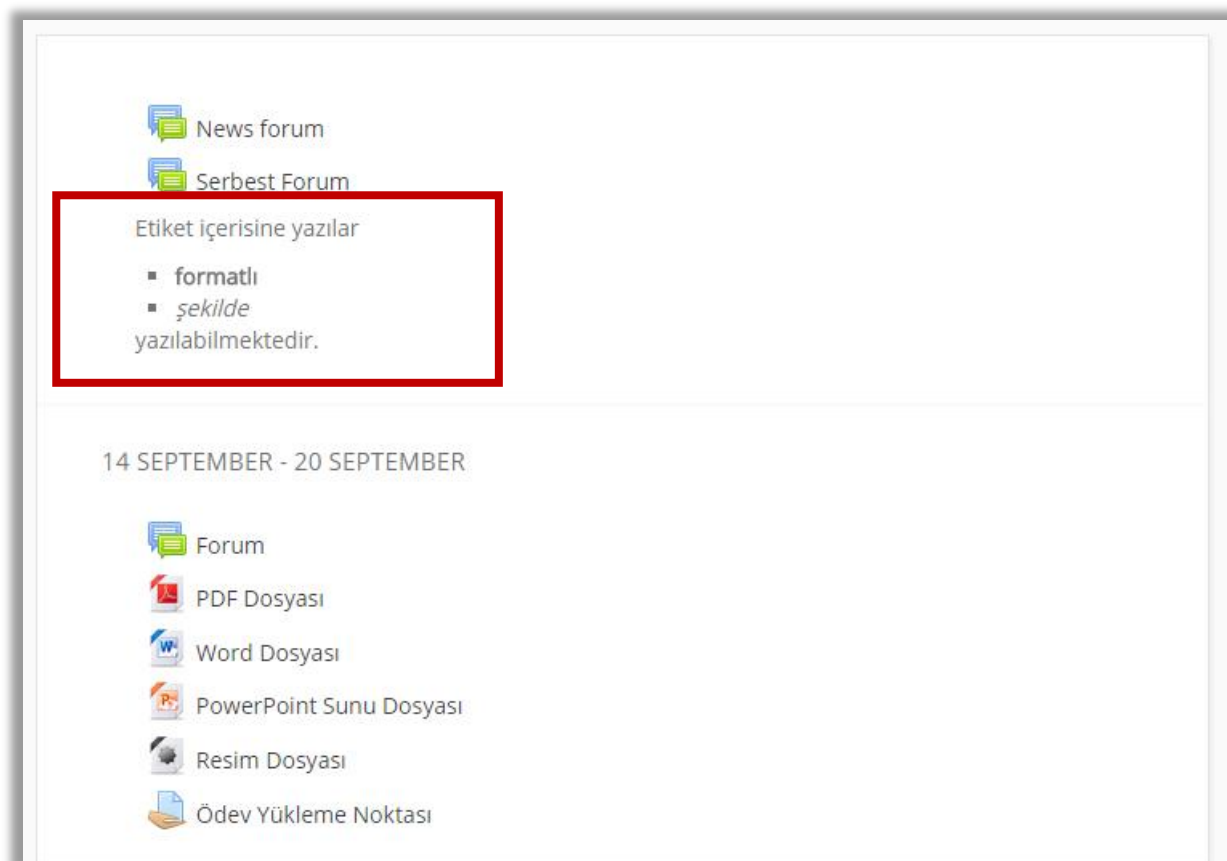 News forum
Serbest Forum
Etiket içerisine yazılar
▪ formatlı
▪ şekilde
yazılabilmektedir.
14 SEPTEMBER - 20 SEPTEMBER
Forum
PDF Dosyası
Word Dosyası
PowerPoint Sunu Dosyası
Resim Dosyası
Ödev Yükleme Noktası